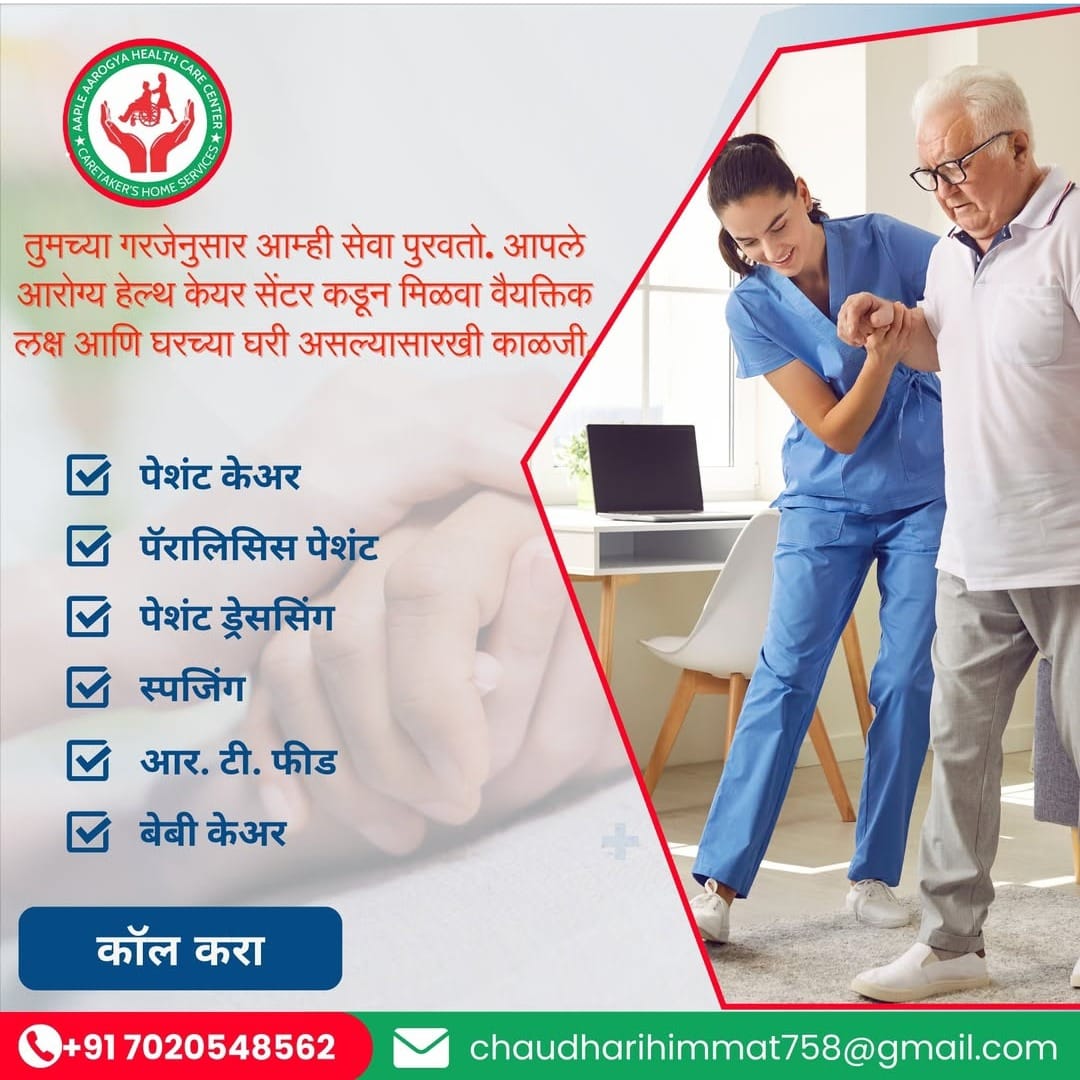 AAPLE AAROGYA HEALTH CARE CENTER
★ CARETAKER'S HOME SERVICES ★
तुमच्या गरजेनुसार आम्ही सेवा पुरवतो. आपले
आरोग्य हेल्थ केयर सेंटर कडून मिळवा वैयक्तिक
लक्ष आणि घरच्या घरी असल्यासारखी काळजी.
पेशंट केअर
पॅरालिसिस पेशंट
पेशंट ड्रेससिंग
स्पजिंग
आर. टी. फीड
बेबी केअर
कॉल करा
+91 7020548562
chaudharihimmat758@gmail.com